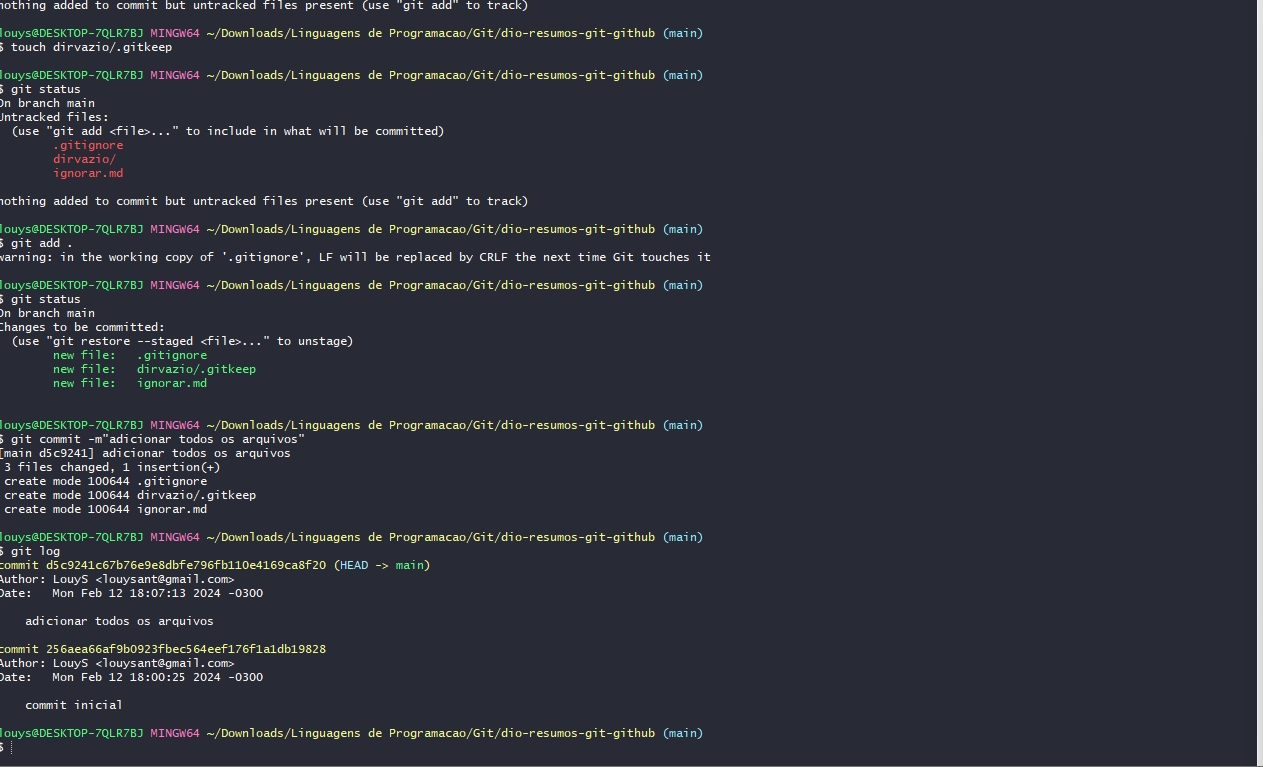 nothing added to commit but untracked files present (use "git add" to track)
louys@DESKTOP-7QLR7BJ MINGW64 ~/Downloads/Linguagens de Programacao/Git/dio-resumos-git-github (main)
$ touch dirvazio/.gitkeep
louys@DESKTOP-7QLR7BJ MINGW64 ~/Downloads/Linguagens de Programacao/Git/dio-resumos-git-github (main)
$ git status
On branch main
Untracked files:
(use "git add <file>..." to include in what will be committed)
.gitignore
dirvazio/
ignorar.md
nothing added to commit but untracked files present (use "git add" to track)
louys@DESKTOP-7QLR7BJ MINGW64 ~/Downloads/Linguagens de Programacao/Git/dio-resumos-git-github (main)
$ git add .
warning: in the working copy of '.gitignore', LF will be replaced by CRLF the next time Git touches it
louys@DESKTOP-7QLR7BJ MINGW64 ~/Downloads/Linguagens de Programacao/Git/dio-resumos-git-github (main)
$ git status
On branch main
Changes to be committed:
(use "git restore --staged <file>..." to unstage)
new file:   .gitignore
new file:   dirvazio/.gitkeep
new file:   ignorar.md
louys@DESKTOP-7QLR7BJ MINGW64 ~/Downloads/Linguagens de Programacao/Git/dio-resumos-git-github (main)
$ git commit -m"adicionar todos os arquivos"
[main d5c9241] adicionar todos os arquivos
3 files changed, 1 insertion(+)
create mode 100644 .gitignore
create mode 100644 dirvazio/.gitkeep
create mode 100644 ignorar.md
louys@DESKTOP-7QLR7BJ MINGW64 ~/Downloads/Linguagens de Programacao/Git/dio-resumos-git-github (main)
$ git log
commit d5c9241c67b76e9e8dbfe796fb110e4169ca8f20 (HEAD -> main)
Author: LouyS <louysant@gmail.com>
Date:   Mon Feb 12 18:07:13 2024 -0300
adicionar todos os arquivos
commit 256aea66af9b0923fbec564eef176f1a1db19828
Author: LouyS <louysant@gmail.com>
Date:   Mon Feb 12 18:00:25 2024 -0300
commit inicial
louys@DESKTOP-7QLR7BJ MINGW64 ~/Downloads/Linguagens de Programacao/Git/dio-resumos-git-github (main)
$